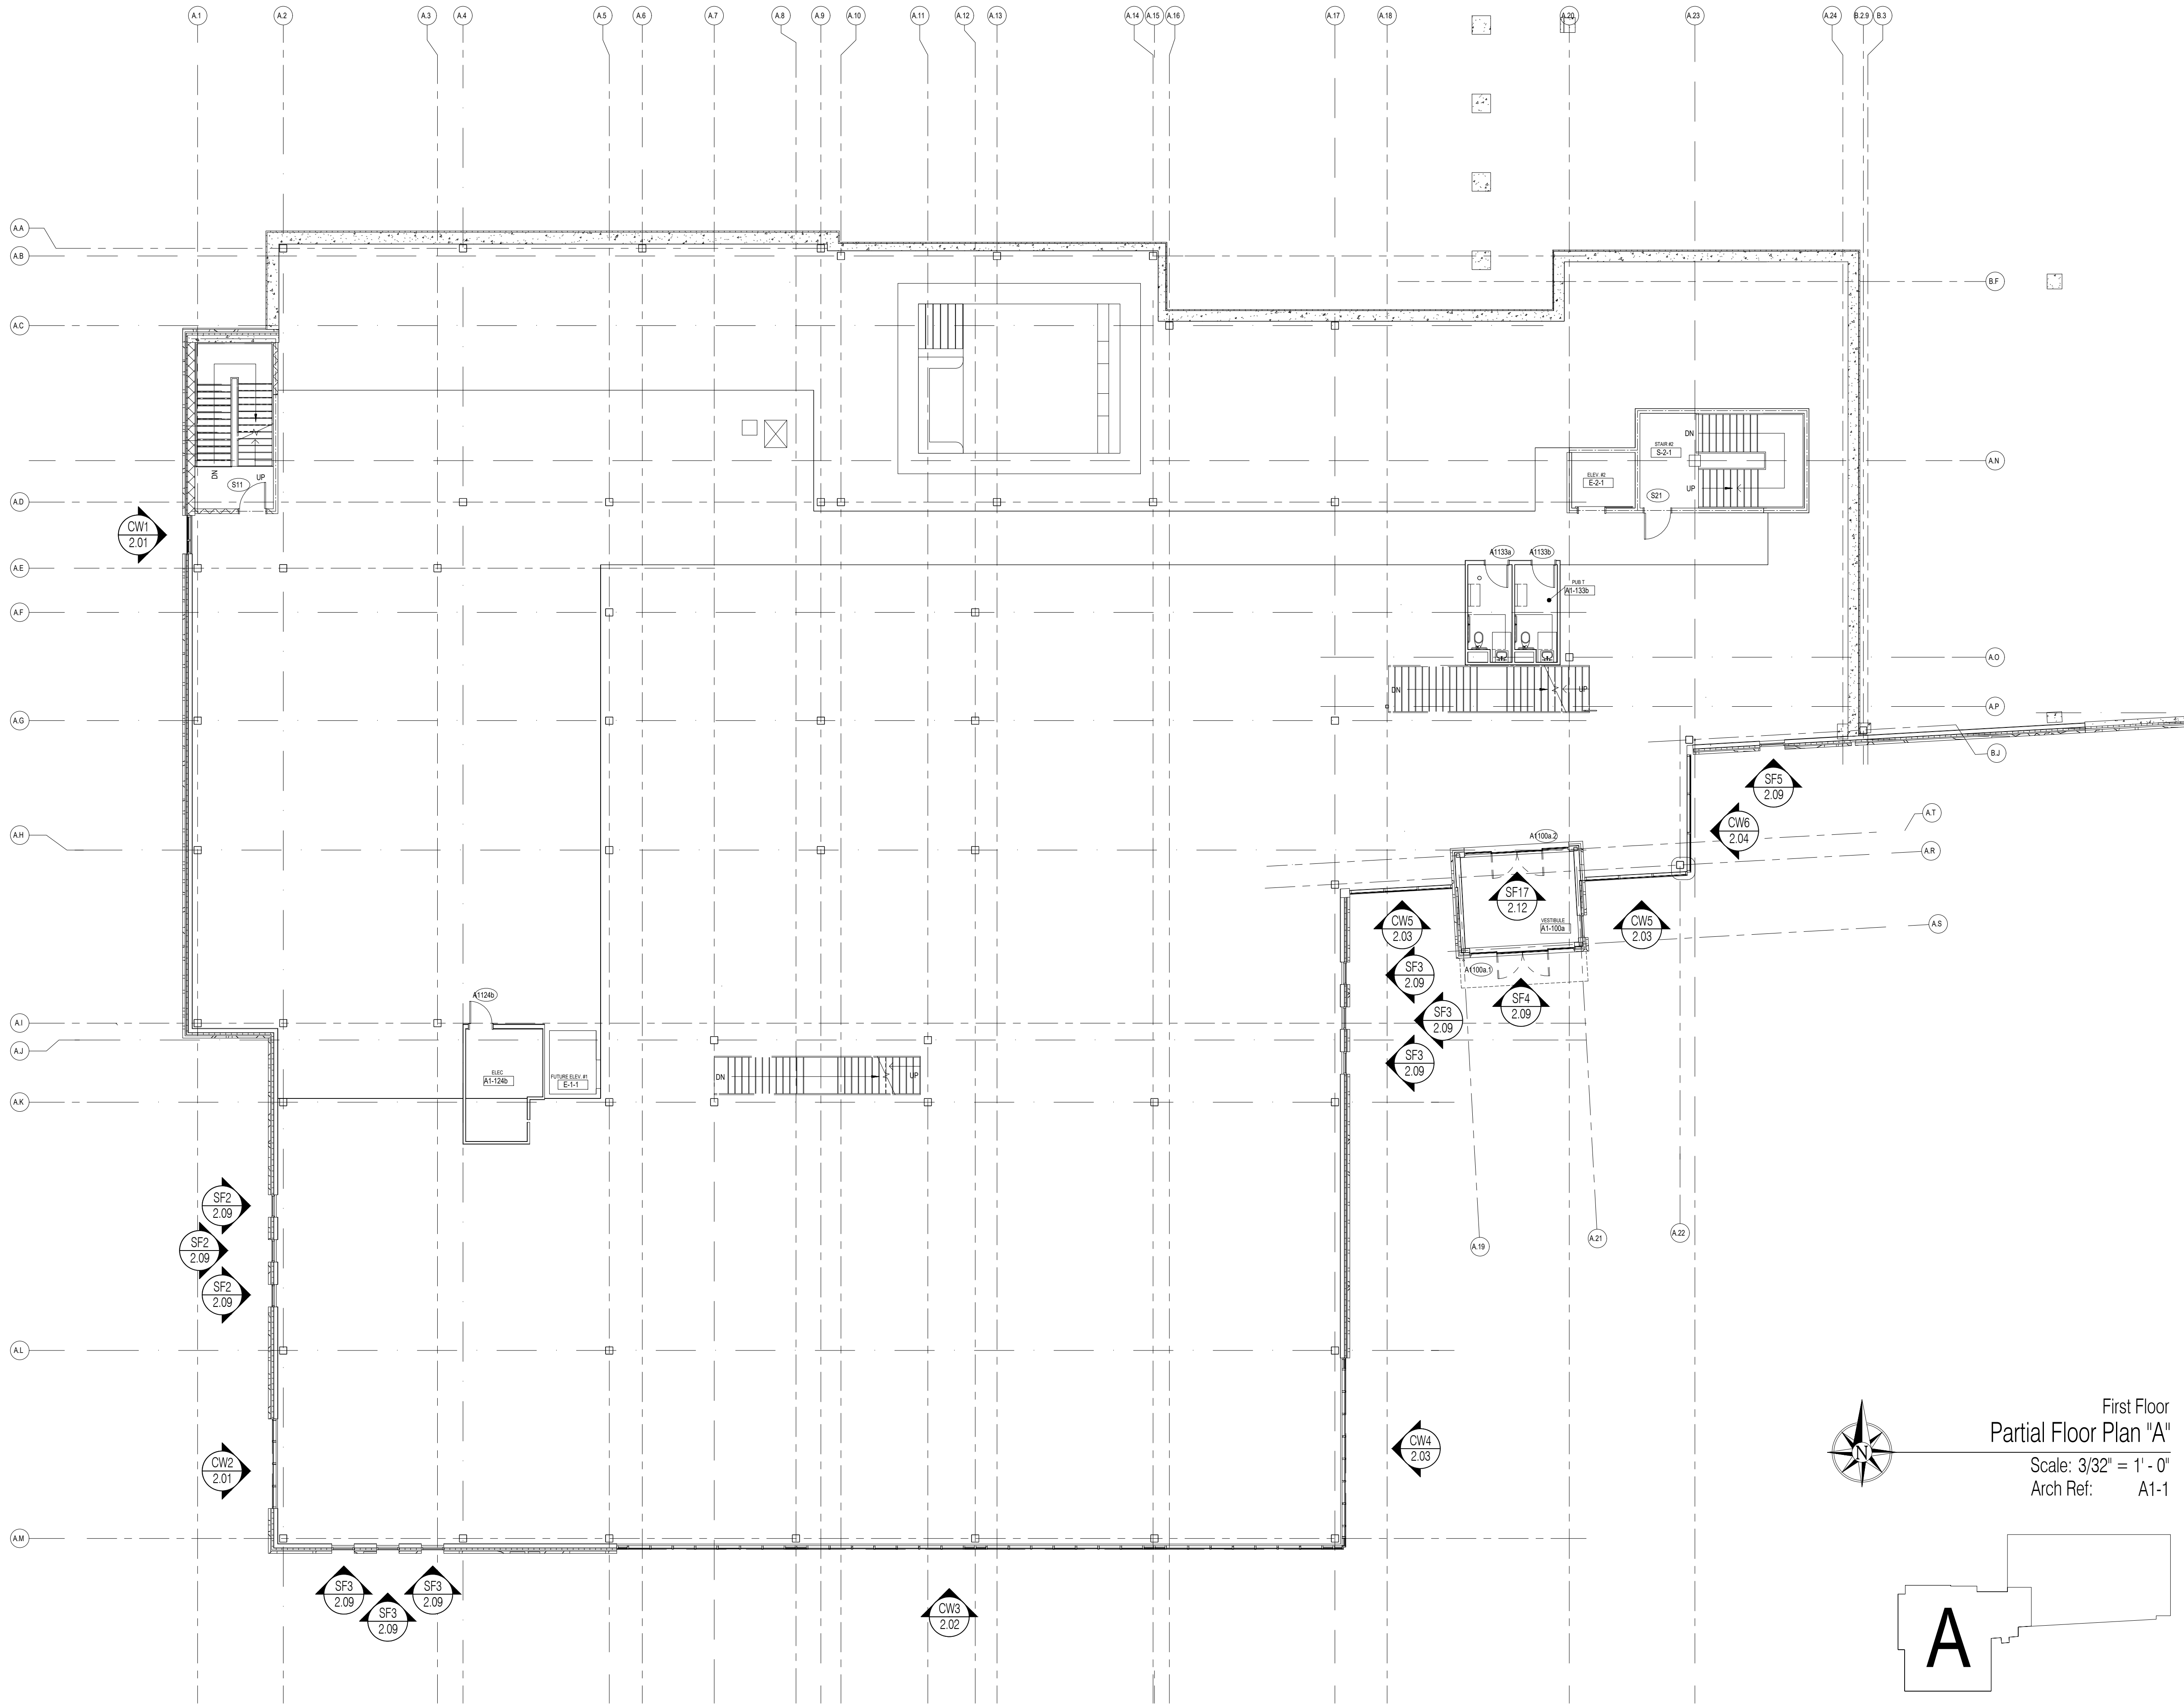 A.1
A.2
A.3
A.4
A.5
A.6
A.7
A.8
A.9
A.10
A.11
A.12
A.13
A.14
A.15
A.16
A.17
A.18
A.20
A.23
A.24
B.2.9
B.3
A.A
A.B
B.F
A.C
DN
STAIR #2
S-2-1
A.N
DN
UP
S11
ELEV. #2
E-2-1
UP
S21
A.D
CW1
2.01
A1133a
A1133b
A.E
PUB T
A1-133b
A.F
A.O
DN
UP
A.P
A.G
B.J
SF5
2.09
A.T
CW6
2.04
A.H
A1100a.2
A.R
SF17
2.12
CW5
2.03
VESTIBULE
A1-100a
CW5
2.03
A.S
SF3
2.09
A1100a.1
A1124b
SF4
2.09
SF3
2.09
A.I
A.J
SF3
2.09
ELEC
A1-124b
FUTURE ELEV. #1
E-1-1
DN
UP
A.K
SF2
2.09
A.22
A.21
A.19
SF2
2.09
SF2
2.09
A.L
First Floor
Partial Floor Plan "A"
N
Scale: 3/32" = 1' - 0"
Arch Ref: A1-1
CW4
2.03
CW2
2.01
A.M
SF3
2.09
SF3
2.09
SF3
2.09
CW3
2.02
A